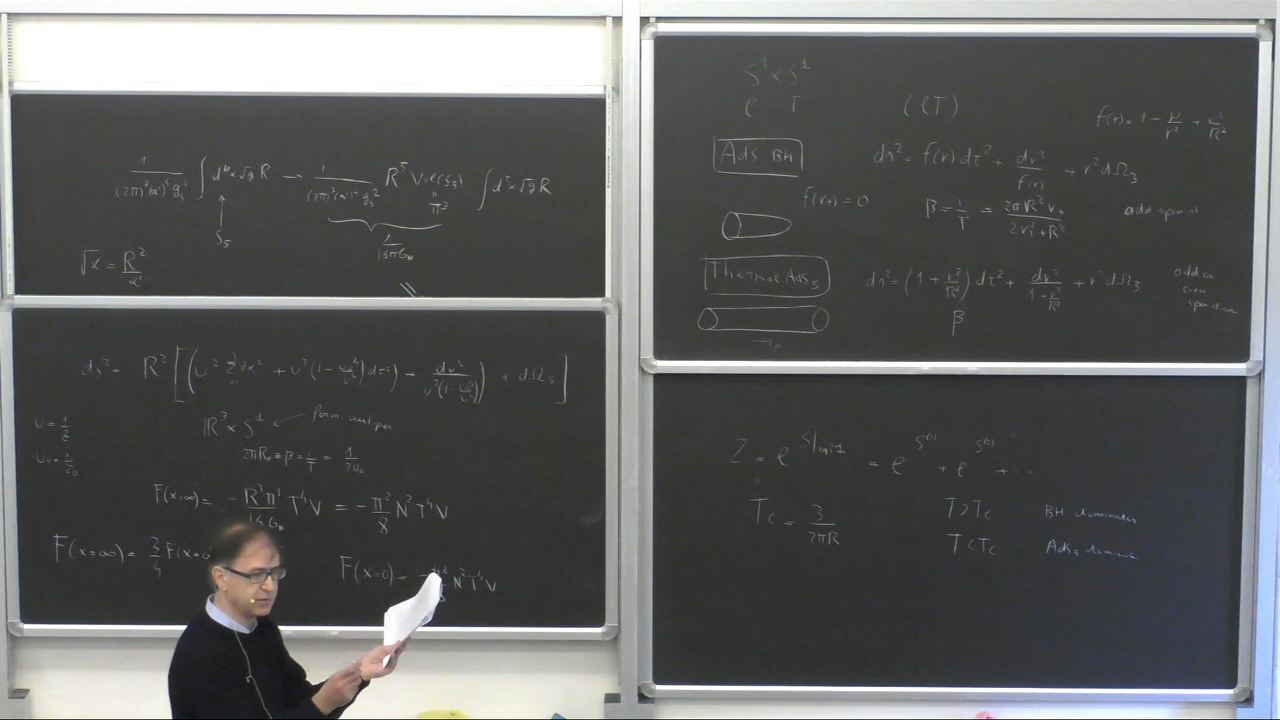 1/((2π)^7(α')^4 g_s^2) ∫ d^10x √g R → 1/((2π)^7(α')^4 g_s^2) R^5 Vol(S_5) ∫ d^5x √g R
π^3
S_5
1/(16πG_N)
√x = R^2/α'
ds^2 = R^2 [ (u^2 Σ dx^2 + u^2(1 - u_0^4/u^4) dτ^2) + du^2/(u^2(1 - u_0^4/u^4)) + dΩ_5 ]
u = 1/z
u_0 = 1/z_0
ℝ^3 × S^1 ←
2πR_0 = β = 1/T = 1/(2u_0)
F(x=∞) = - R^3π^3/(16 G_N) T^4 V = - π^2/8 N^2 T^4 V
F(x=∞) = 3/4 F(x=0
F(x=0) = - N^2 T^4 V
S^3 × S^1
ℓ T
(ℓT)
f(r) = 1 - μ/r^2 + r^2/R^2
AdS BH
ds^2 = f(r) dτ^2 + dr^2/f(r) + r^2 dΩ_3
f(r_+) = 0
β = 1/T = 2πR^2 r_+/(2r_+^2 + R^2)
Thermal AdS_5
ds^2 = (1 + r^2/R^2) dτ^2 + dr^2/(1 + r^2/R^2) + r^2 dΩ_3
β
Z = e^S| = e^S + e^S + ...
T_c = 3/(2πR)
T > T_c BH dominates
T < T_c AdS_5